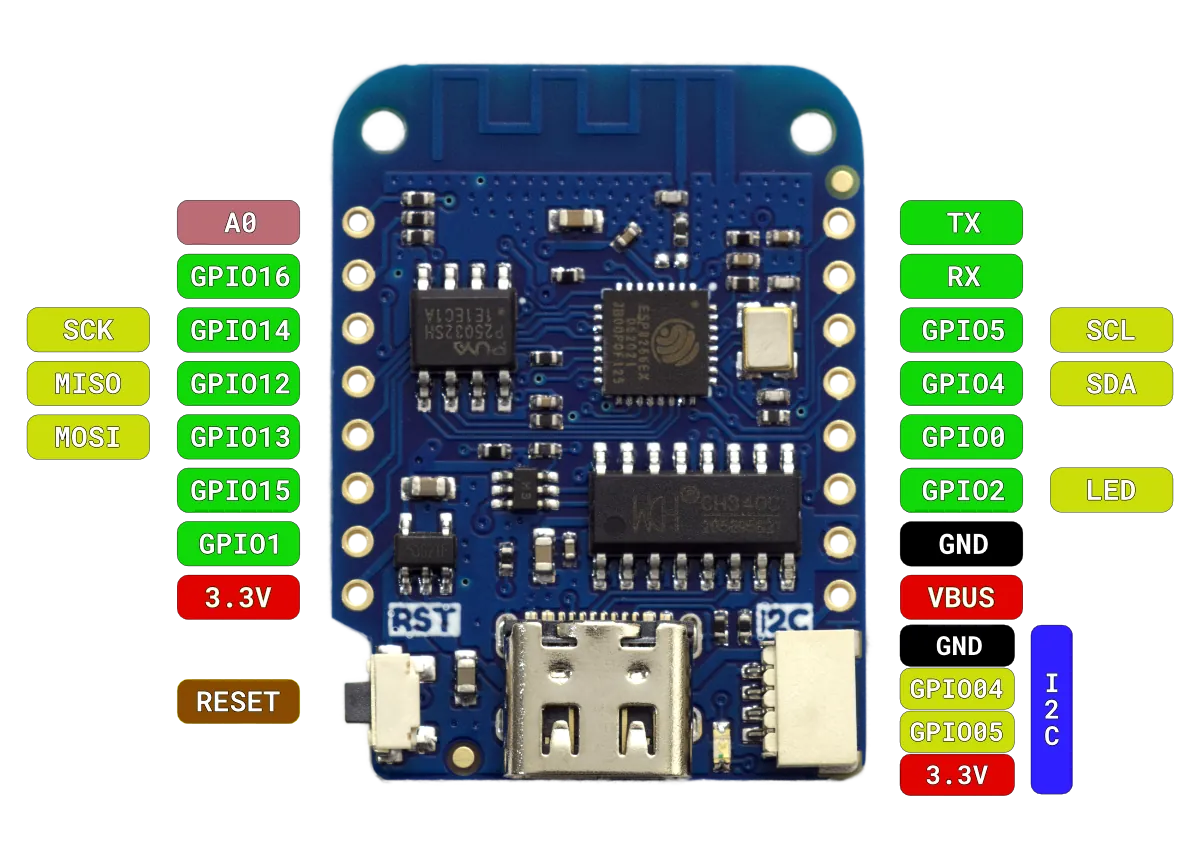 A0
GPIO16
SCK
GPIO14
MISO
GPIO12
MOSI
GPIO13
GPIO15
GPIO1
3.3V
RESET
RST
I2C
CH340C
TX
RX
GPIO5
SCL
GPIO4
SDA
GPIO0
GPIO2
LED
GND
VBUS
GND
GPIO04
GPIO05
3.3V
I2C